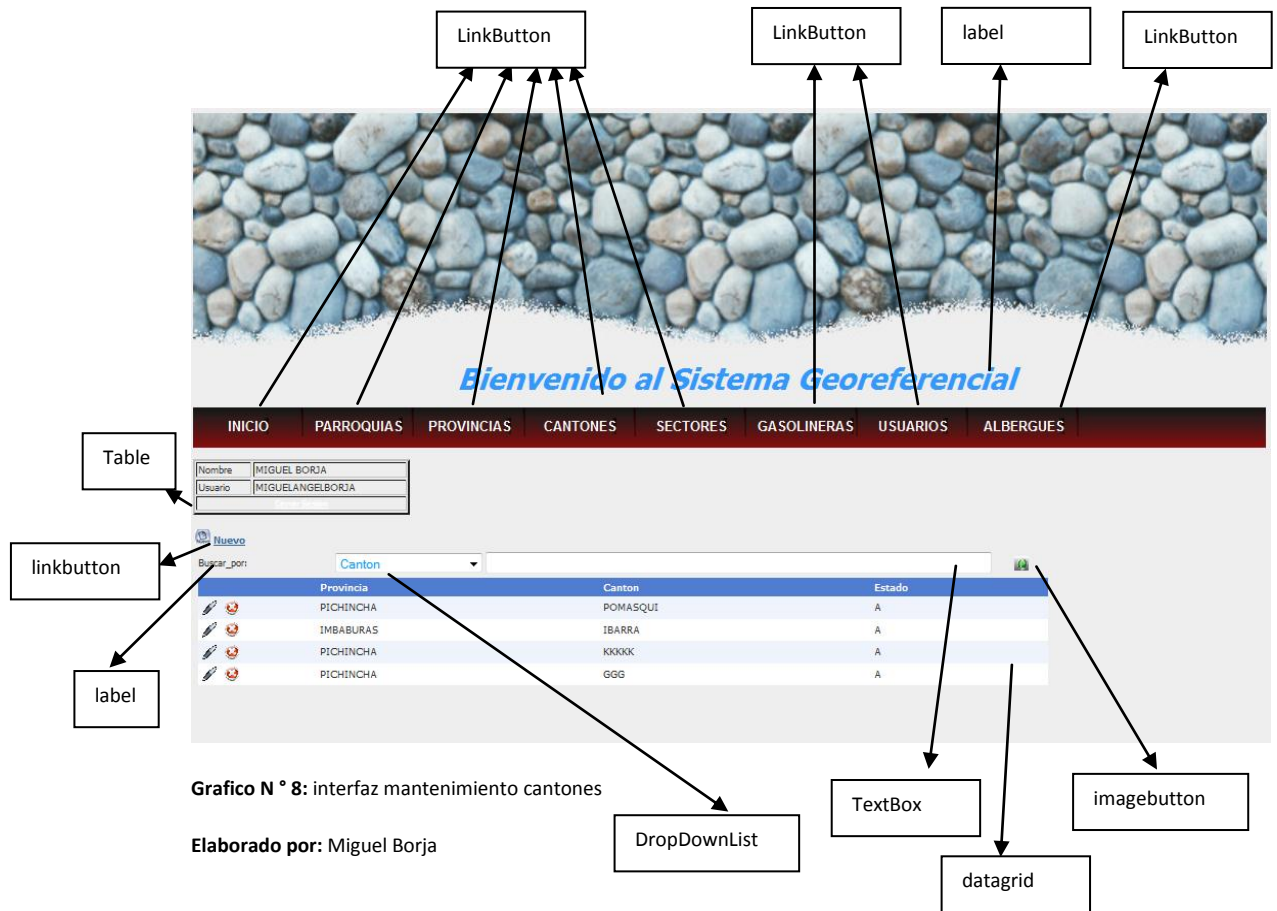 LinkButton LinkButton label LinkButton
Bienvenido al Sistema Georeferencial
INICIO PARROQUIAS PROVINCIAS CANTONES SECTORES GASOLINERAS USUARIOS ALBERGUES
Table
Nombre MIGUEL BORJA
Usuario MIGUELANGELBORJA
Nuevo
linkbutton
Buscar_por: Canton
Provincia Canton Estado
PICHINCHA POMASQUI A
IMBABURAS IBARRA A
PICHINCHA KKKKK A
PICHINCHA GGG A
label
Grafico N ° 8: interfaz mantenimiento cantones
TextBox
imagebutton
Elaborado por: Miguel Borja
DropDownList
datagrid